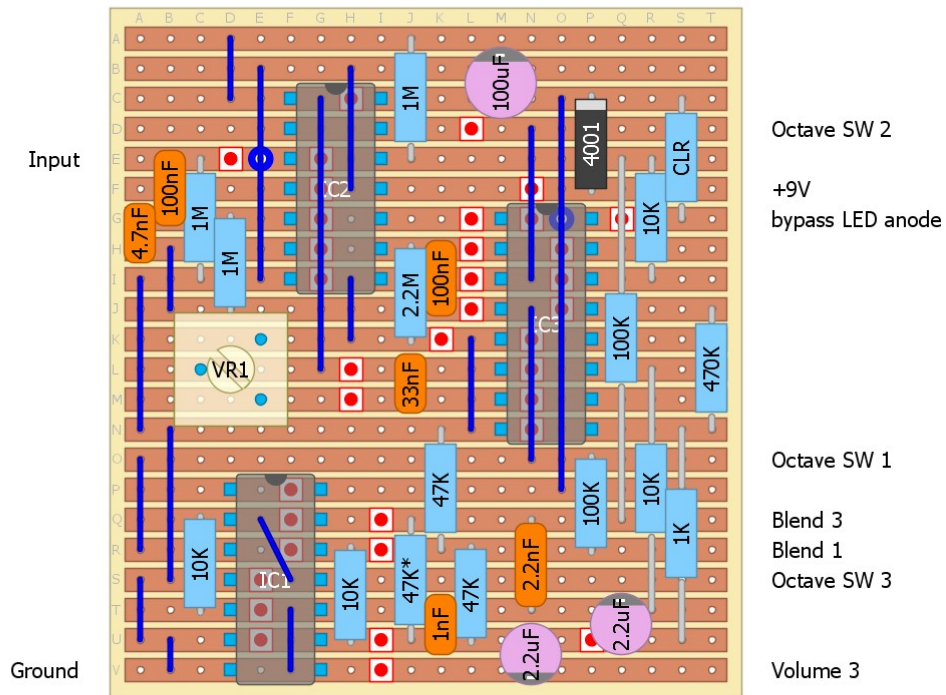 A B C D E F G H I J K L M N O P Q R S T
A
B
C
D
E
F
G
H
I
J
K
L
M
N
O
P
Q
R
S
T
U
V
Input
Ground
Octave SW 2
+9V
bypass LED anode
Octave SW 1
Blend 3
Blend 1
Octave SW 3
Volume 3
100uF
1M
4001
CLR
100nF
4.7nF
1M
1M
IC2
10K
2.2M
100nF
IC3
100K
470K
VR1
33nF
47K
100K
10K
1K
10K
IC1
10K
47K*
1nF
47K
2.2nF
2.2uF
2.2uF